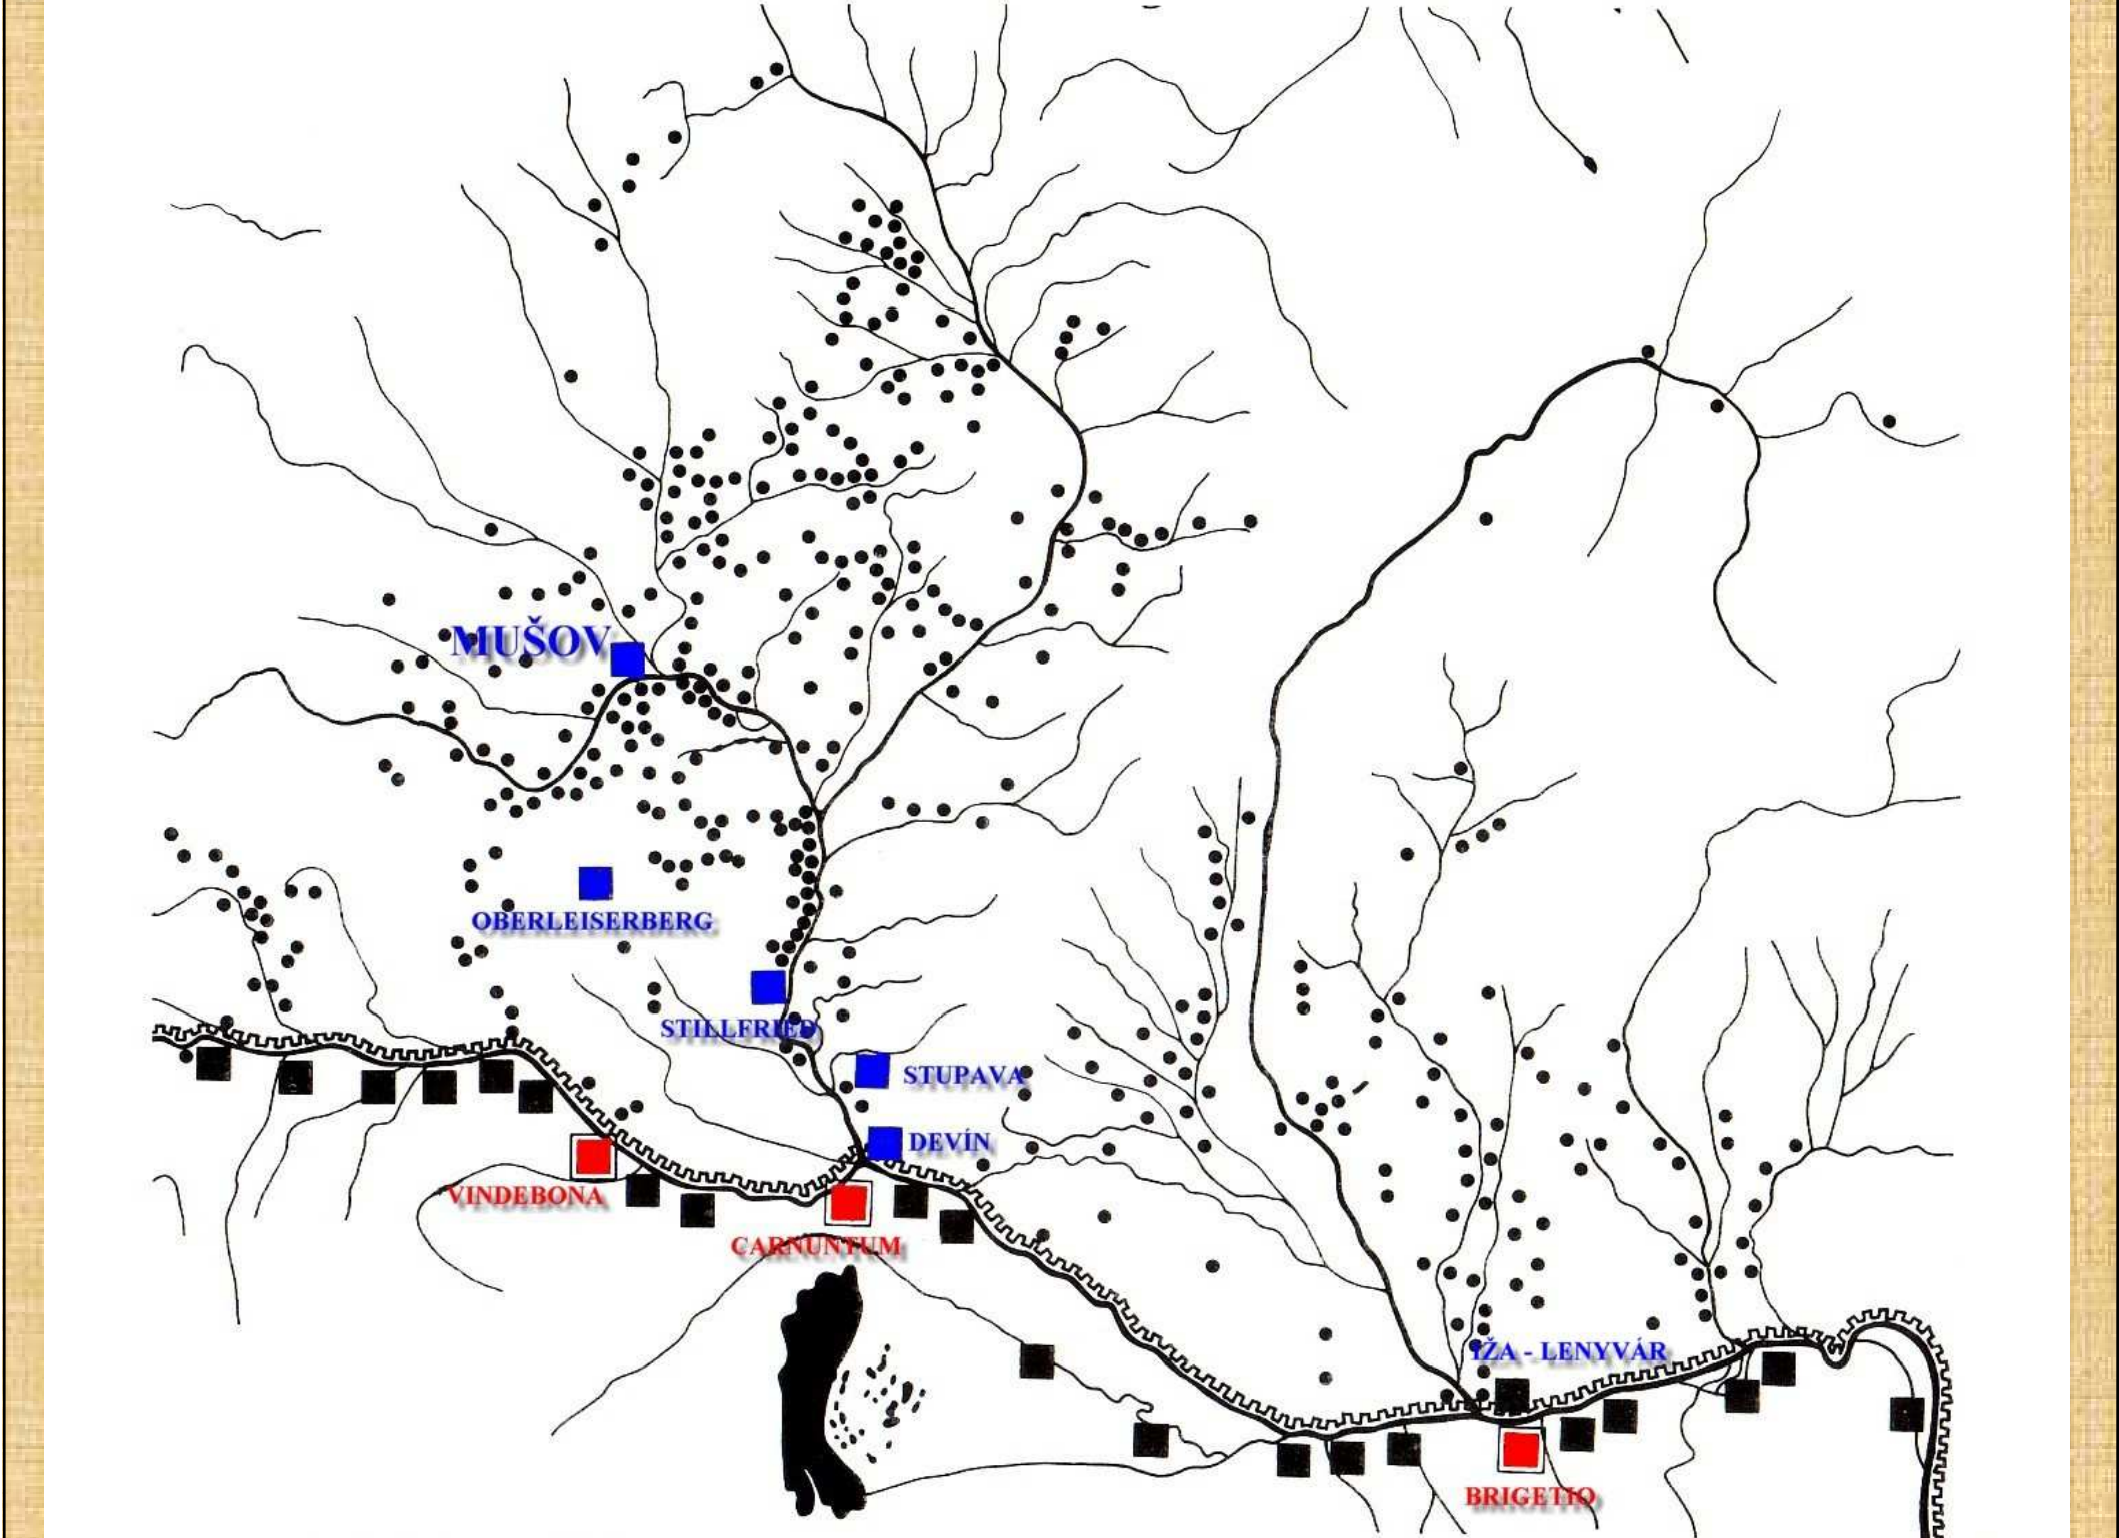 MUŠOV
OBERLEISERBERG
STILLFRIED
STUPAVA
DEVÍN
VINDEBONA
CARNUNTUM
IŽA - LENYVÁR
BRIGETIO